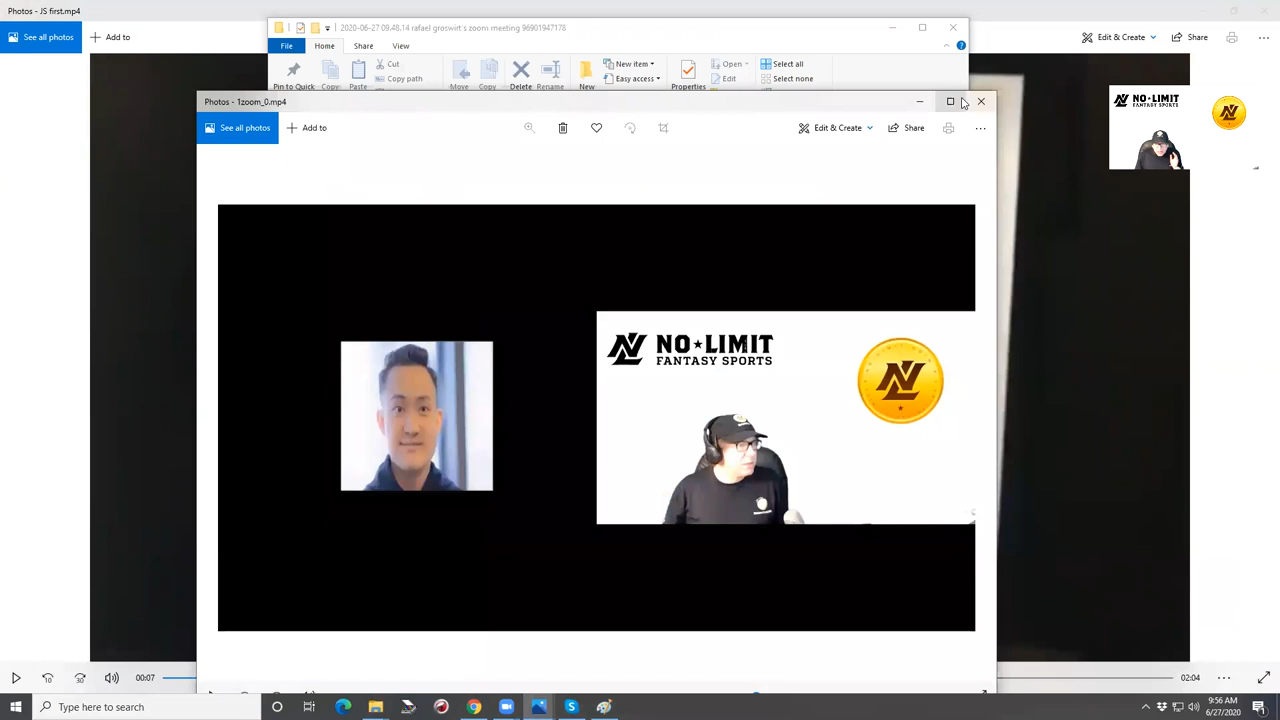 Photos - JS first.mp4
2020-06-27 09.48.14 rafael groswirt's zoom meeting 96901947178
See all photos
Add to
Edit & Create
Share
File
Home
Share
View
Cut
Copy path
New item
Easy access
Open
Edit
Select all
Select none
Pin to Quick
Copy
Paste
Move
Copy
Delete
Rename
New
Properties
Photos - 1zoom_0.mp4
See all photos
Add to
Edit & Create
Share
NO★LIMIT
FANTASY SPORTS
NL
NO★LIMIT
FANTASY SPORTS
NL
00:07
02:04
Type here to search
9:56 AM
6/27/2020